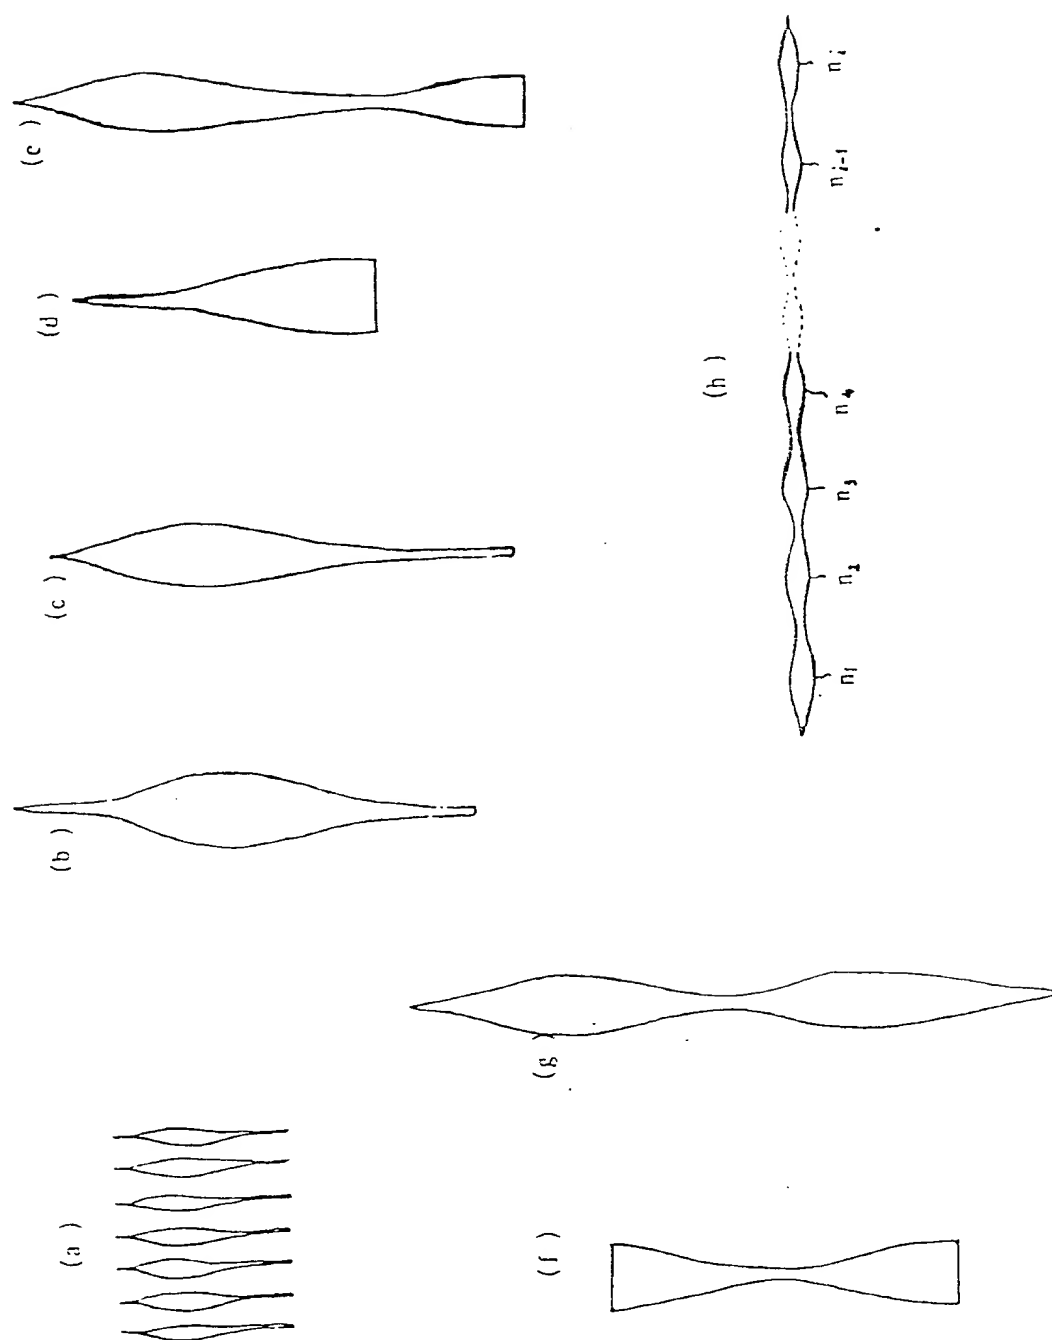 (a )
(b )
(c )
(d )
(e )
(f )
(g )
(h )
n₁
n₂
n₃
n₄
nᵢ₋₁
nᵢ